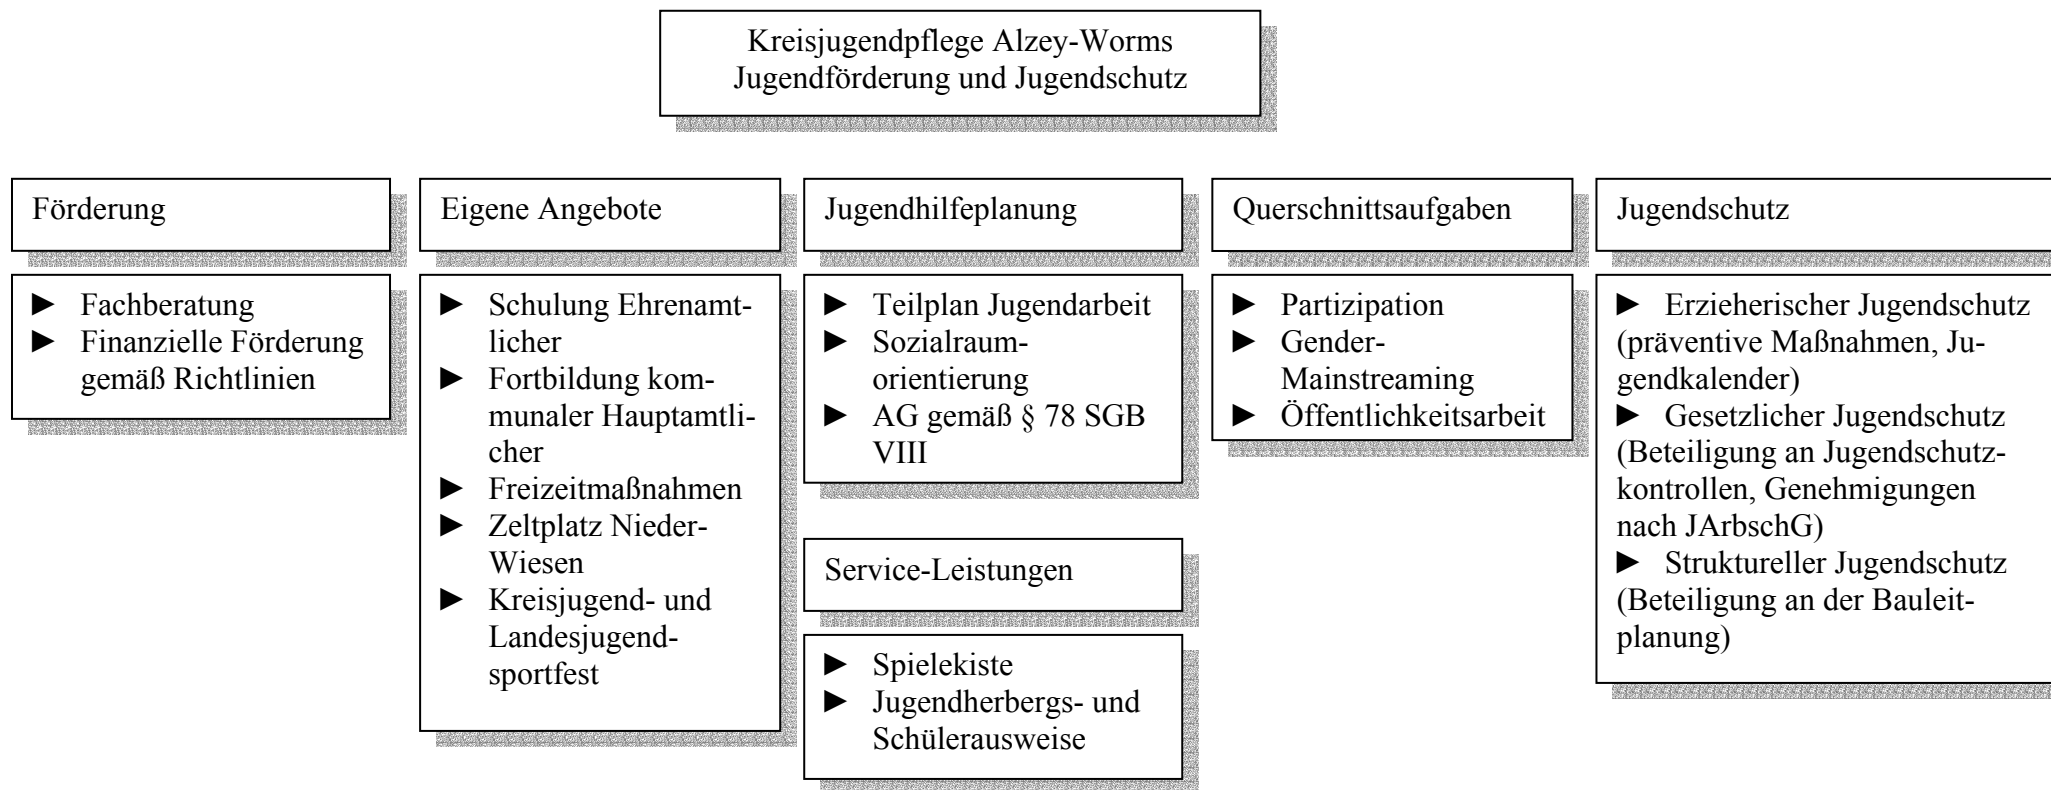 Kreisjugendpflege Alzey-Worms
Jugendförderung und Jugendschutz
Förderung
► Fachberatung
► Finanzielle Förderung
gemäß Richtlinien
Eigene Angebote
► Schulung Ehrenamt-
licher
► Fortbildung kom-
munaler Hauptamtli-
cher
► Freizeitmaßnahmen
► Zeltplatz Nieder-
Wiesen
► Kreisjugend- und
Landesjugend-
sportfest
Jugendhilfeplanung
► Teilplan Jugendarbeit
► Sozialraum-
orientierung
► AG gemäß § 78 SGB
VIII
Service-Leistungen
► Spielekiste
► Jugendherbergs- und
Schülerausweise
Querschnittsaufgaben
► Partizipation
► Gender-
Mainstreaming
► Öffentlichkeitsarbeit
Jugendschutz
► Erzieherischer Jugendschutz
(präventive Maßnahmen, Ju-
gendkalender)
► Gesetzlicher Jugendschutz
(Beteiligung an Jugendschutz-
kontrollen, Genehmigungen
nach JArbschG)
► Struktureller Jugendschutz
(Beteiligung an der Bauleit-
planung)